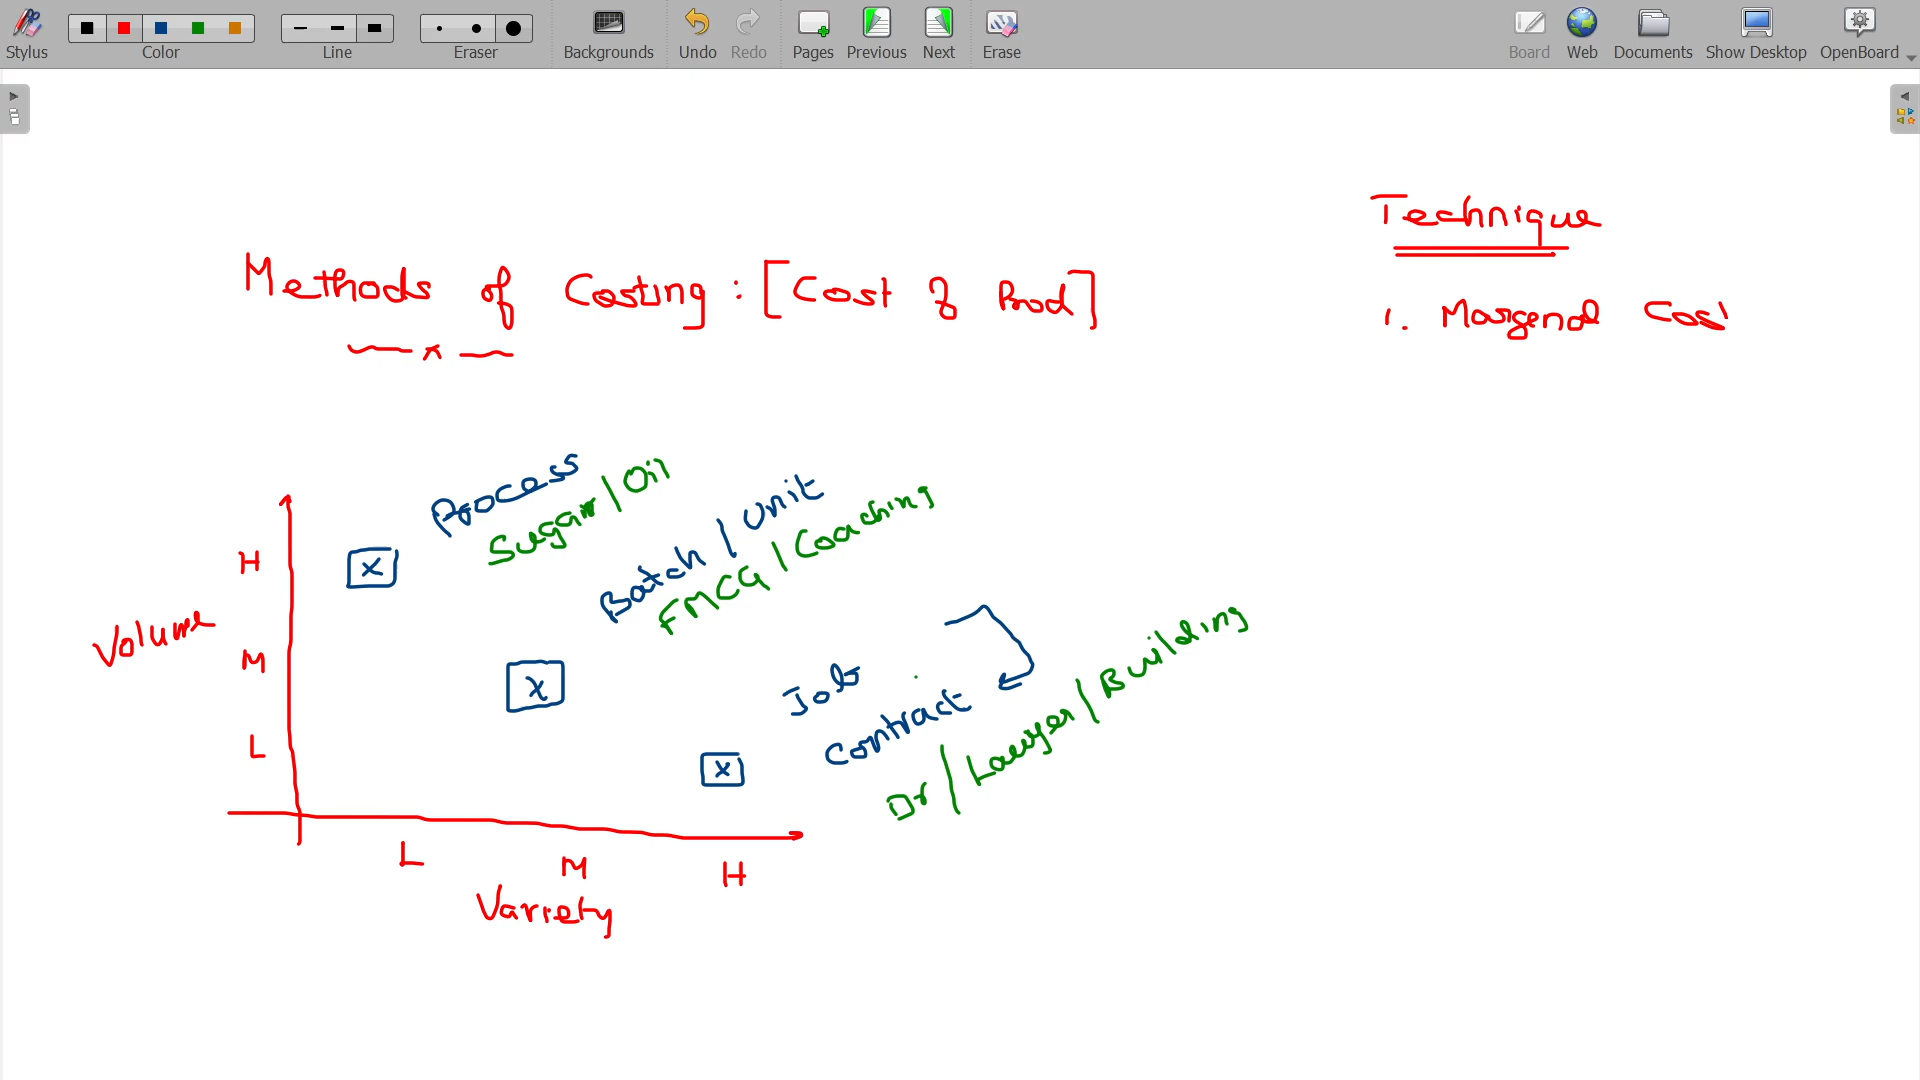 Stylus Color Line Eraser Backgrounds Undo Redo Pages Previous Next Erase Board Web Documents Show Desktop OpenBoard
Technique
Methods of Costing : [Cost of Prod]
1. Marginal Cost
Process
Sugar / Oil
Batch / Unit
FMCG / Coaching
H
x
Volume
M
x
Job
Contract
Dr / Lawyer / Building
L
x
L
M
H
Variety